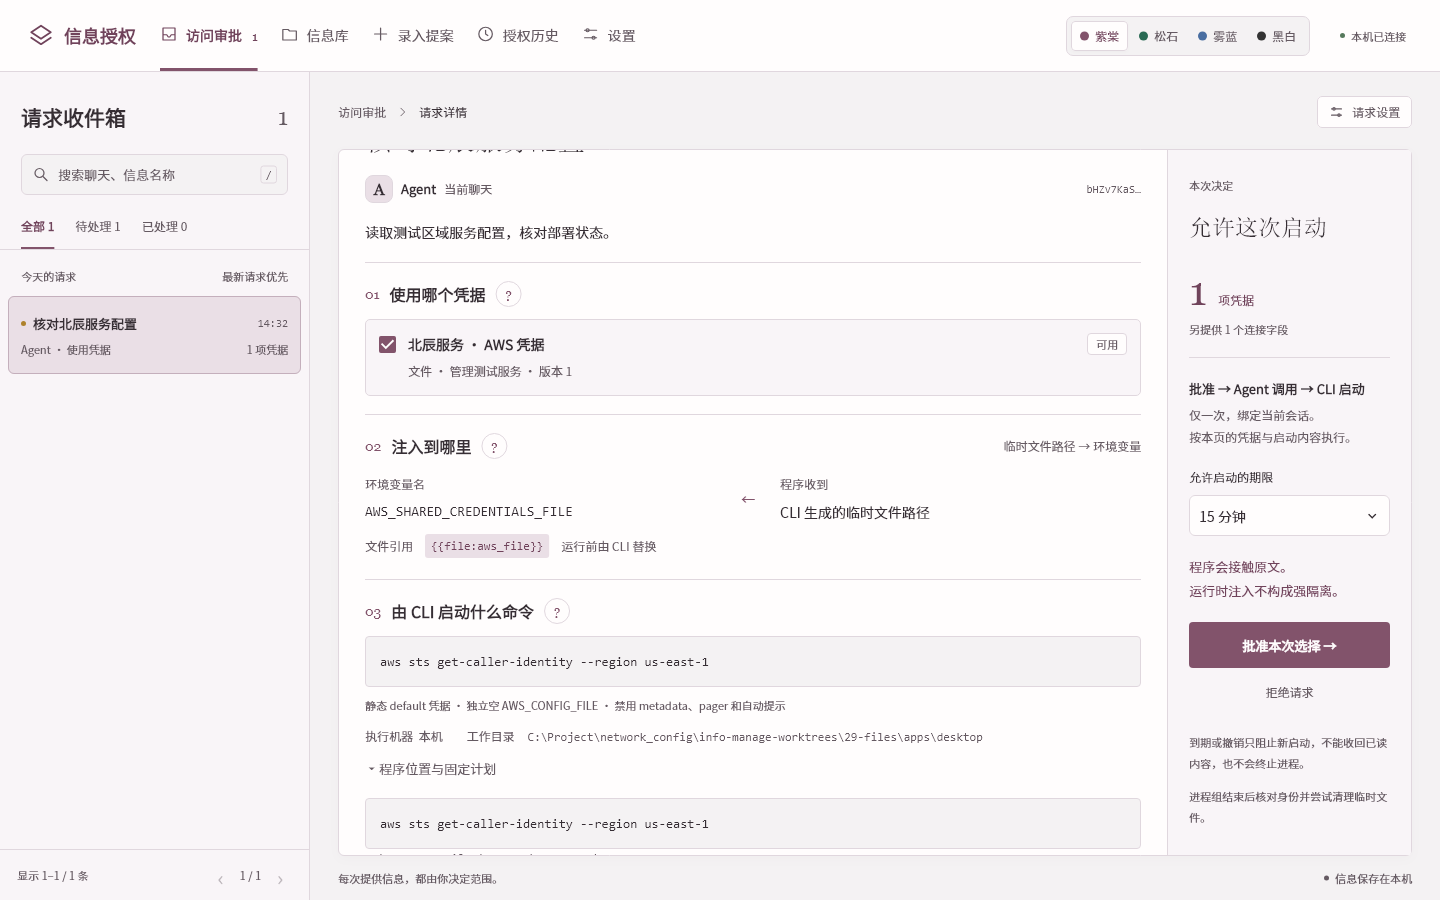 信息授权
访问审批 1
信息库
录入提案
授权历史
设置
紫棠
松石
雾蓝
黑白
本机已连接
请求收件箱 1
搜索聊天、信息名称 /
全部 1
待处理 1
已处理 0
今天的请求 最新请求优先
核对北辰服务配置 14:32
Agent · 使用凭据 1 项凭据
显示 1–1 / 1 条
‹ 1 / 1 ›
访问审批 > 请求详情
请求设置
A Agent 当前聊天 bHZv7KaS…
读取测试区域服务配置，核对部署状态。
01 使用哪个凭据 ?
北辰服务 · AWS 凭据 可用
文件 · 管理测试服务 · 版本 1
02 注入到哪里 ? 临时文件路径 → 环境变量
环境变量名 ← 程序收到
AWS_SHARED_CREDENTIALS_FILE CLI 生成的临时文件路径
文件引用 {{file:aws_file}} 运行前由 CLI 替换
03 由 CLI 启动什么命令 ?
aws sts get-caller-identity --region us-east-1
静态 default 凭据 · 独立空 AWS_CONFIG_FILE · 禁用 metadata、pager 和自动提示
执行机器 本机 工作目录 C:\Project\network_config\info-manage-worktrees\29-files\apps\desktop
程序位置与固定计划
aws sts get-caller-identity --region us-east-1
本次决定
允许这次启动
1 项凭据
另提供 1 个连接字段
批准 → Agent 调用 → CLI 启动
仅一次，绑定当前会话。
按本页的凭据与启动内容执行。
允许启动的期限
15 分钟
程序会接触原文。
运行时注入不构成强隔离。
批准本次选择 →
拒绝请求
到期或撤销只阻止新启动，不能收回已读
内容，也不会终止进程。
进程组结束后核对身份并尝试清理临时文
件。
每次提供信息，都由你决定范围。
信息保存在本机